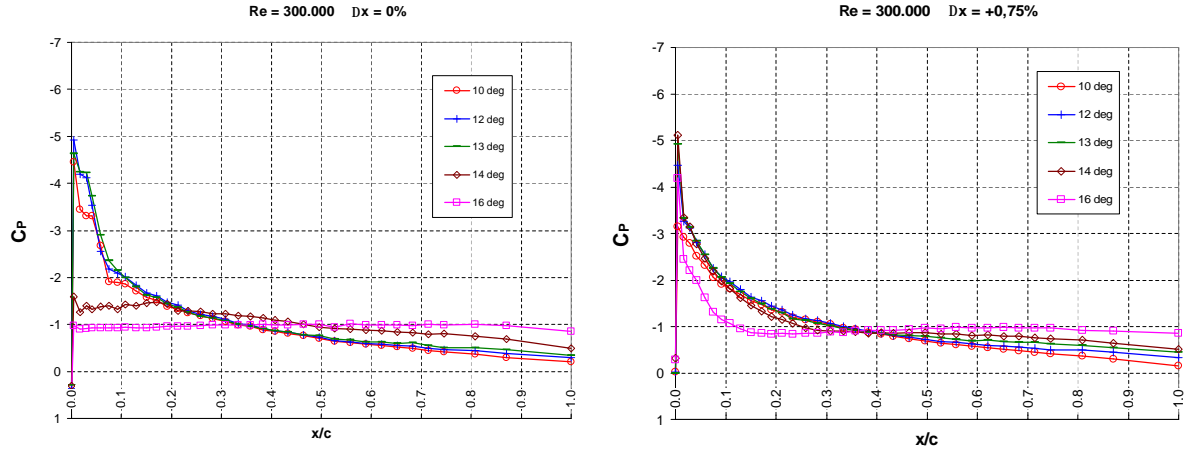 Re = 300.000 Dx = 0%
-7
-6
-5
-4
-3
-2
-1
0
1
CP
10 deg
12 deg
13 deg
14 deg
16 deg
0.0
0.1
0.2
0.3
0.4
0.5
0.6
0.7
0.8
0.9
1.0
x/c
Re = 300.000 Dx = +0,75%
-7
-6
-5
-4
-3
-2
-1
0
1
CP
10 deg
12 deg
13 deg
14 deg
16 deg
0.0
0.1
0.2
0.3
0.4
0.5
0.6
0.7
0.8
0.9
1.0
x/c